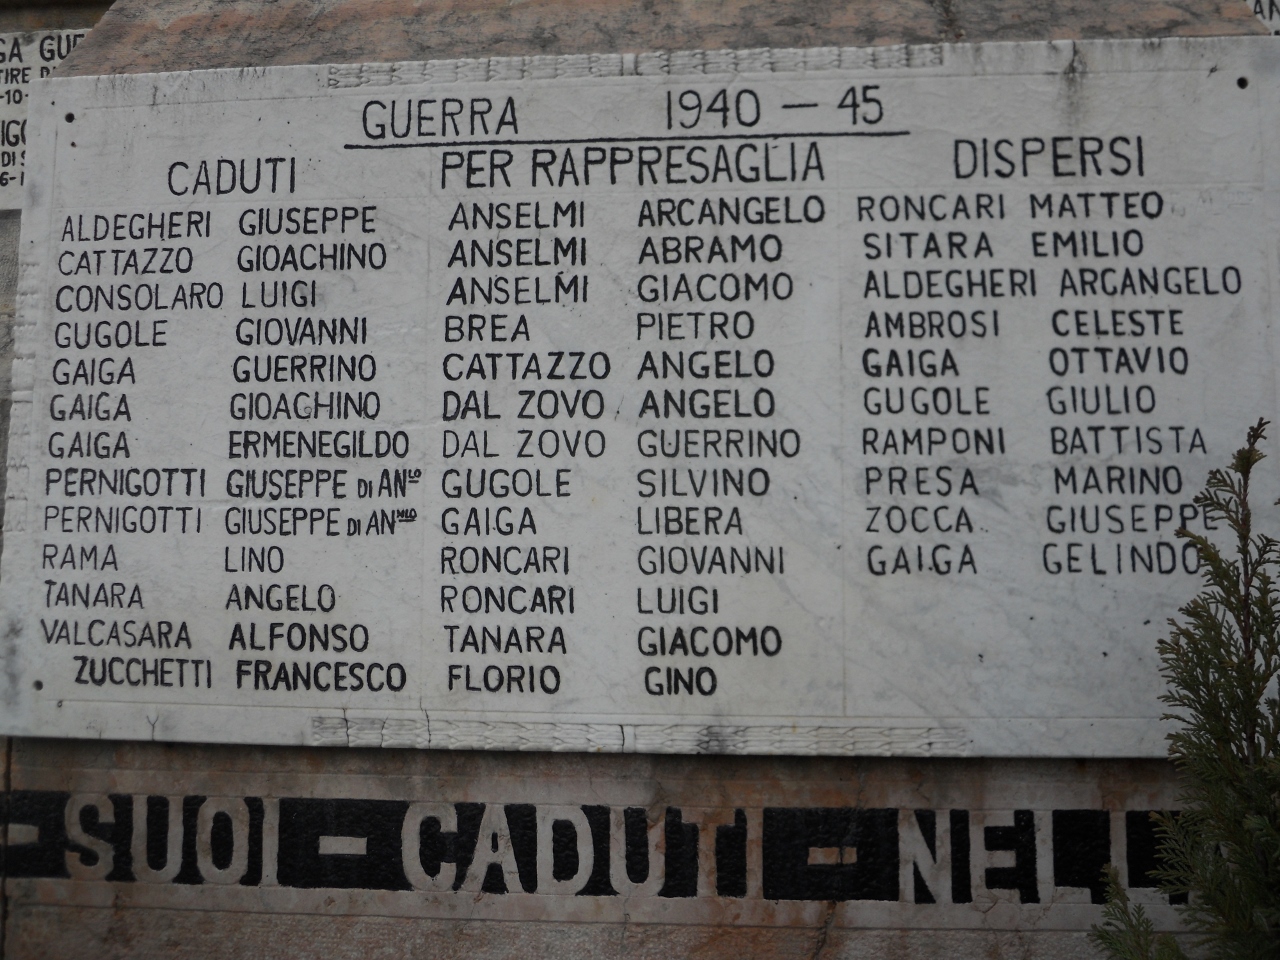 GUERRA 1940 – 45
CADUTI PER RAPPRESAGLIA DISPERSI
ALDEGHERI GIUSEPPE ANSELMI ARCANGELO RONCARI MATTEO
CATTAZZO GIOACHINO ANSELMI ABRAMO SITARA EMILIO
CONSOLARO LUIGI ANSELMI GIACOMO ALDEGHERI ARCANGELO
GUGOLE GIOVANNI BREA PIETRO AMBROSI CELESTE
GAIGA GUERRINO CATTAZZO ANGELO GAIGA OTTAVIO
GAIGA GIOACHINO DAL ZOVO ANGELO GUGOLE GIULIO
GAIGA ERMENEGILDO DAL ZOVO GUERRINO RAMPONI BATTISTA
PERNIGOTTI GIUSEPPE DI ANLO GUGOLE SILVINO PRESA MARINO
PERNIGOTTI GIUSEPPE DI ANNLO GAIGA LIBERA ZOCCA GIUSEPPE
RAMA LINO RONCARI GIOVANNI GAIGA GELINDO
TANARA ANGELO RONCARI LUIGI
VALCASARA ALFONSO TANARA GIACOMO
ZUCCHETTI FRANCESCO FLORIO GINO
- SUOI - CADUTI - NELL